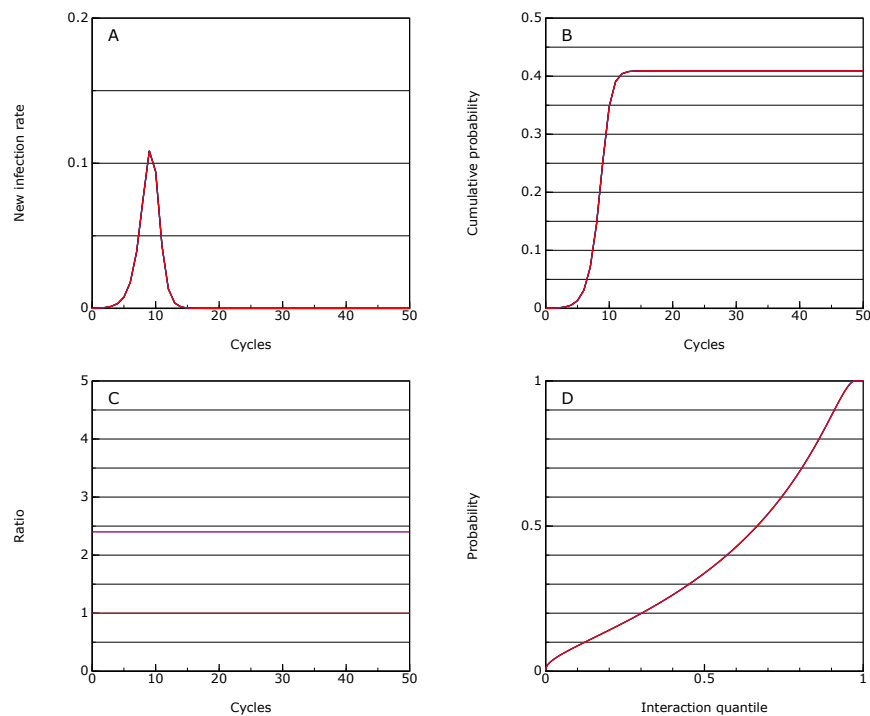 A
0.2
0.1
0
New infection rate
0 10 20 30 40 50
Cycles
B
0.5
0.4
0.3
0.2
0.1
0
Cumulative probability
0 10 20 30 40 50
Cycles
C
5
4
3
2
1
0
Ratio
0 10 20 30 40 50
Cycles
D
1
0.5
0
Probability
0 0.5 1
Interaction quantile